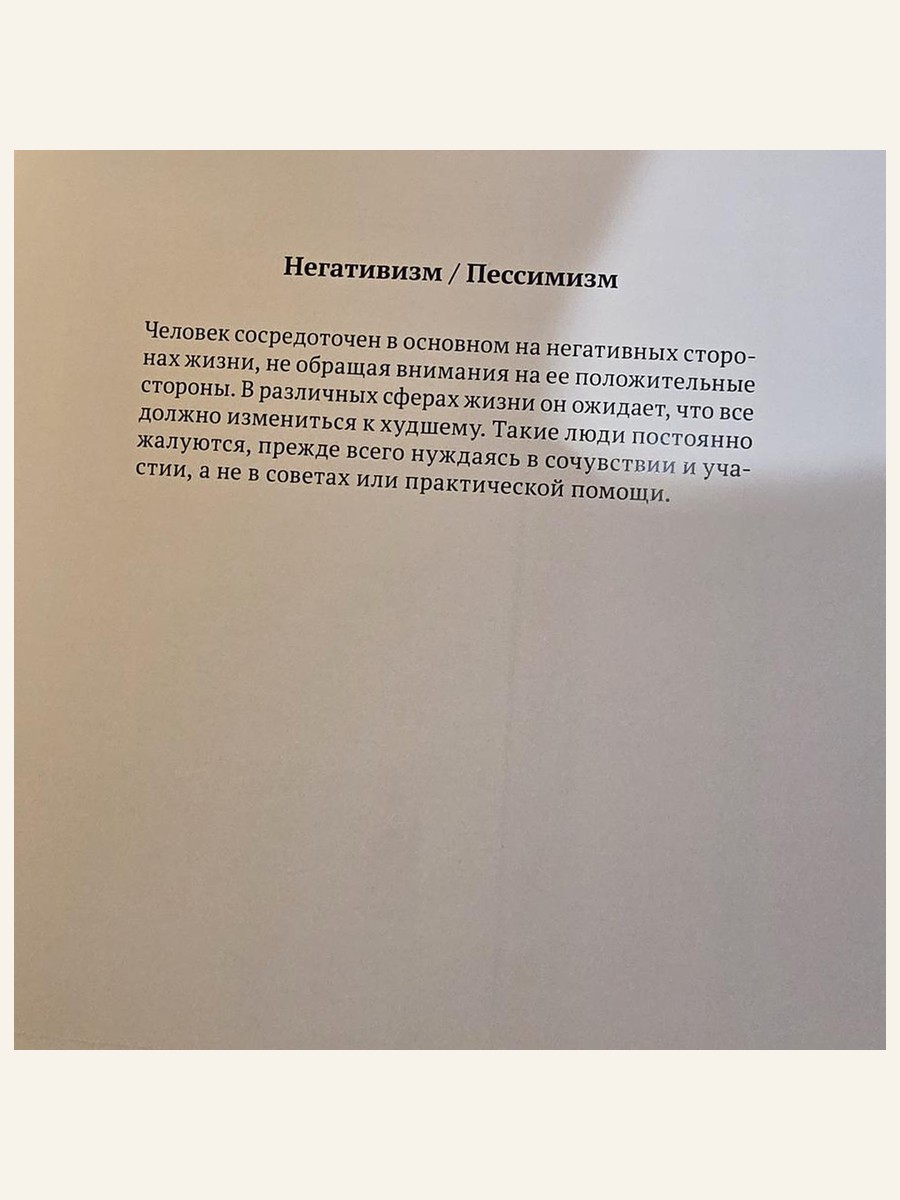 Негативизм / Пессимизм
Человек сосредоточен в основном на негативных сторо-
нах жизни, не обращая внимания на ее положительные
стороны. В различных сферах жизни он ожидает, что все
должно измениться к худшему. Такие люди постоянно
жалуются, прежде всего нуждаясь в сочувствии и уча-
стии, а не в советах или практической помощи.